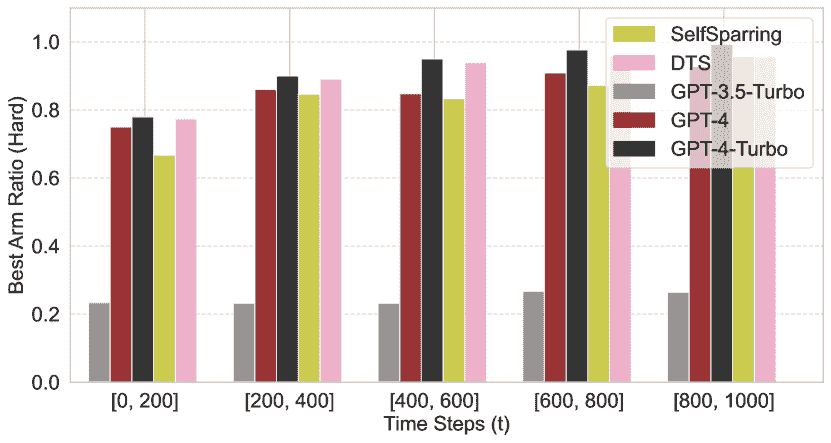 Best Arm Ratio (Hard)
1.0
0.8
0.6
0.4
0.2
0.0
SelfSparring
DTS
GPT-3.5-Turbo
GPT-4
GPT-4-Turbo
[0, 200]
[200, 400]
[400, 600]
[600, 800]
[800, 1000]
Time Steps (t)